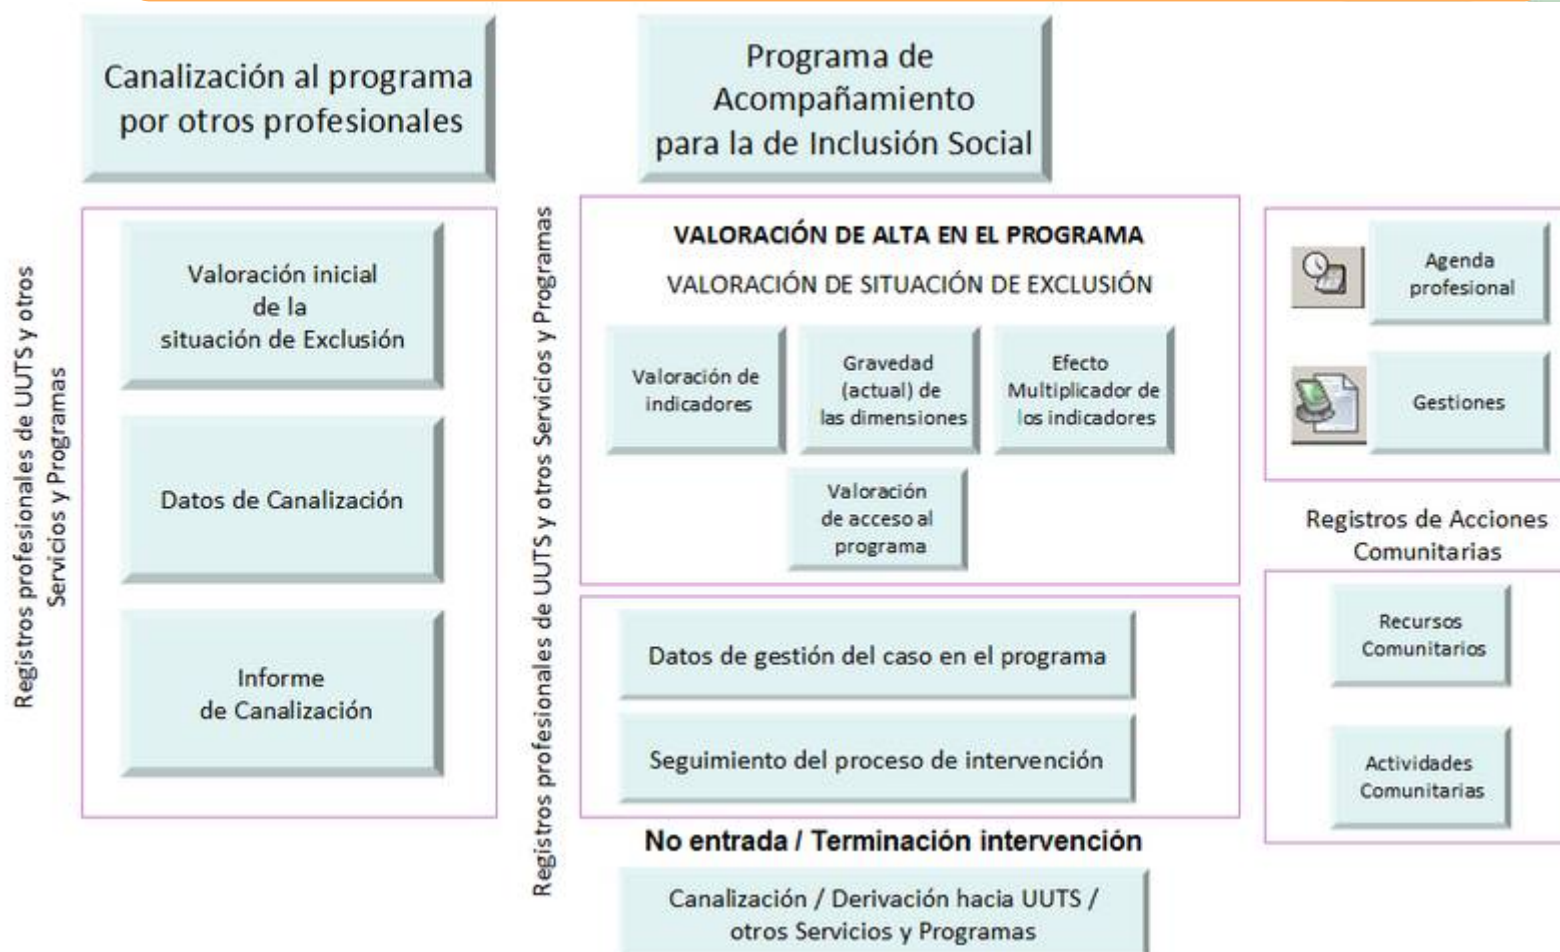 Canalización al programa
por otros profesionales
Programa de
Acompañamiento
para la de Inclusión Social
Registros profesionales de UUTS y otros
Servicios y Programas
Valoración inicial
de la
situación de Exclusión
Datos de Canalización
Informe
de Canalización
Registros profesionales de UUTS y otros Servicios y Programas
VALORACIÓN DE ALTA EN EL PROGRAMA
VALORACIÓN DE SITUACIÓN DE EXCLUSIÓN
Valoración de
indicadores
Gravedad
(actual) de
las dimensiones
Efecto
Multiplicador de
los indicadores
Valoración
de acceso al
programa
Datos de gestión del caso en el programa
Seguimiento del proceso de intervención
No entrada / Terminación intervención
Canalización / Derivación hacia UUTS /
otros Servicios y Programas
Agenda
profesional
Gestiones
Registros de Acciones
Comunitarias
Recursos
Comunitarios
Actividades
Comunitarias